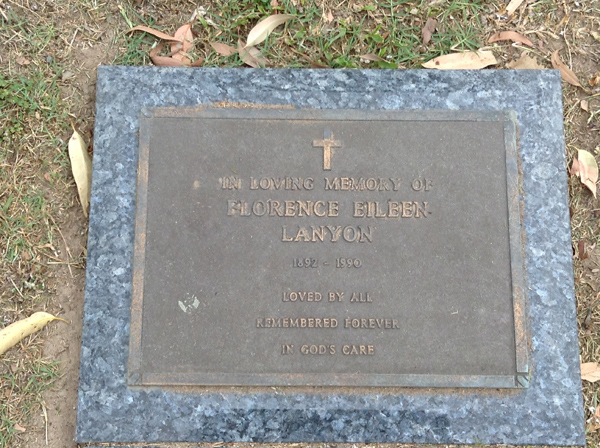 IN LOVING MEMORY OF
FLORENCE EILEEN
LANYON
1892 - 1990
LOVED BY ALL
REMEMBERED FOREVER
IN GOD'S CARE